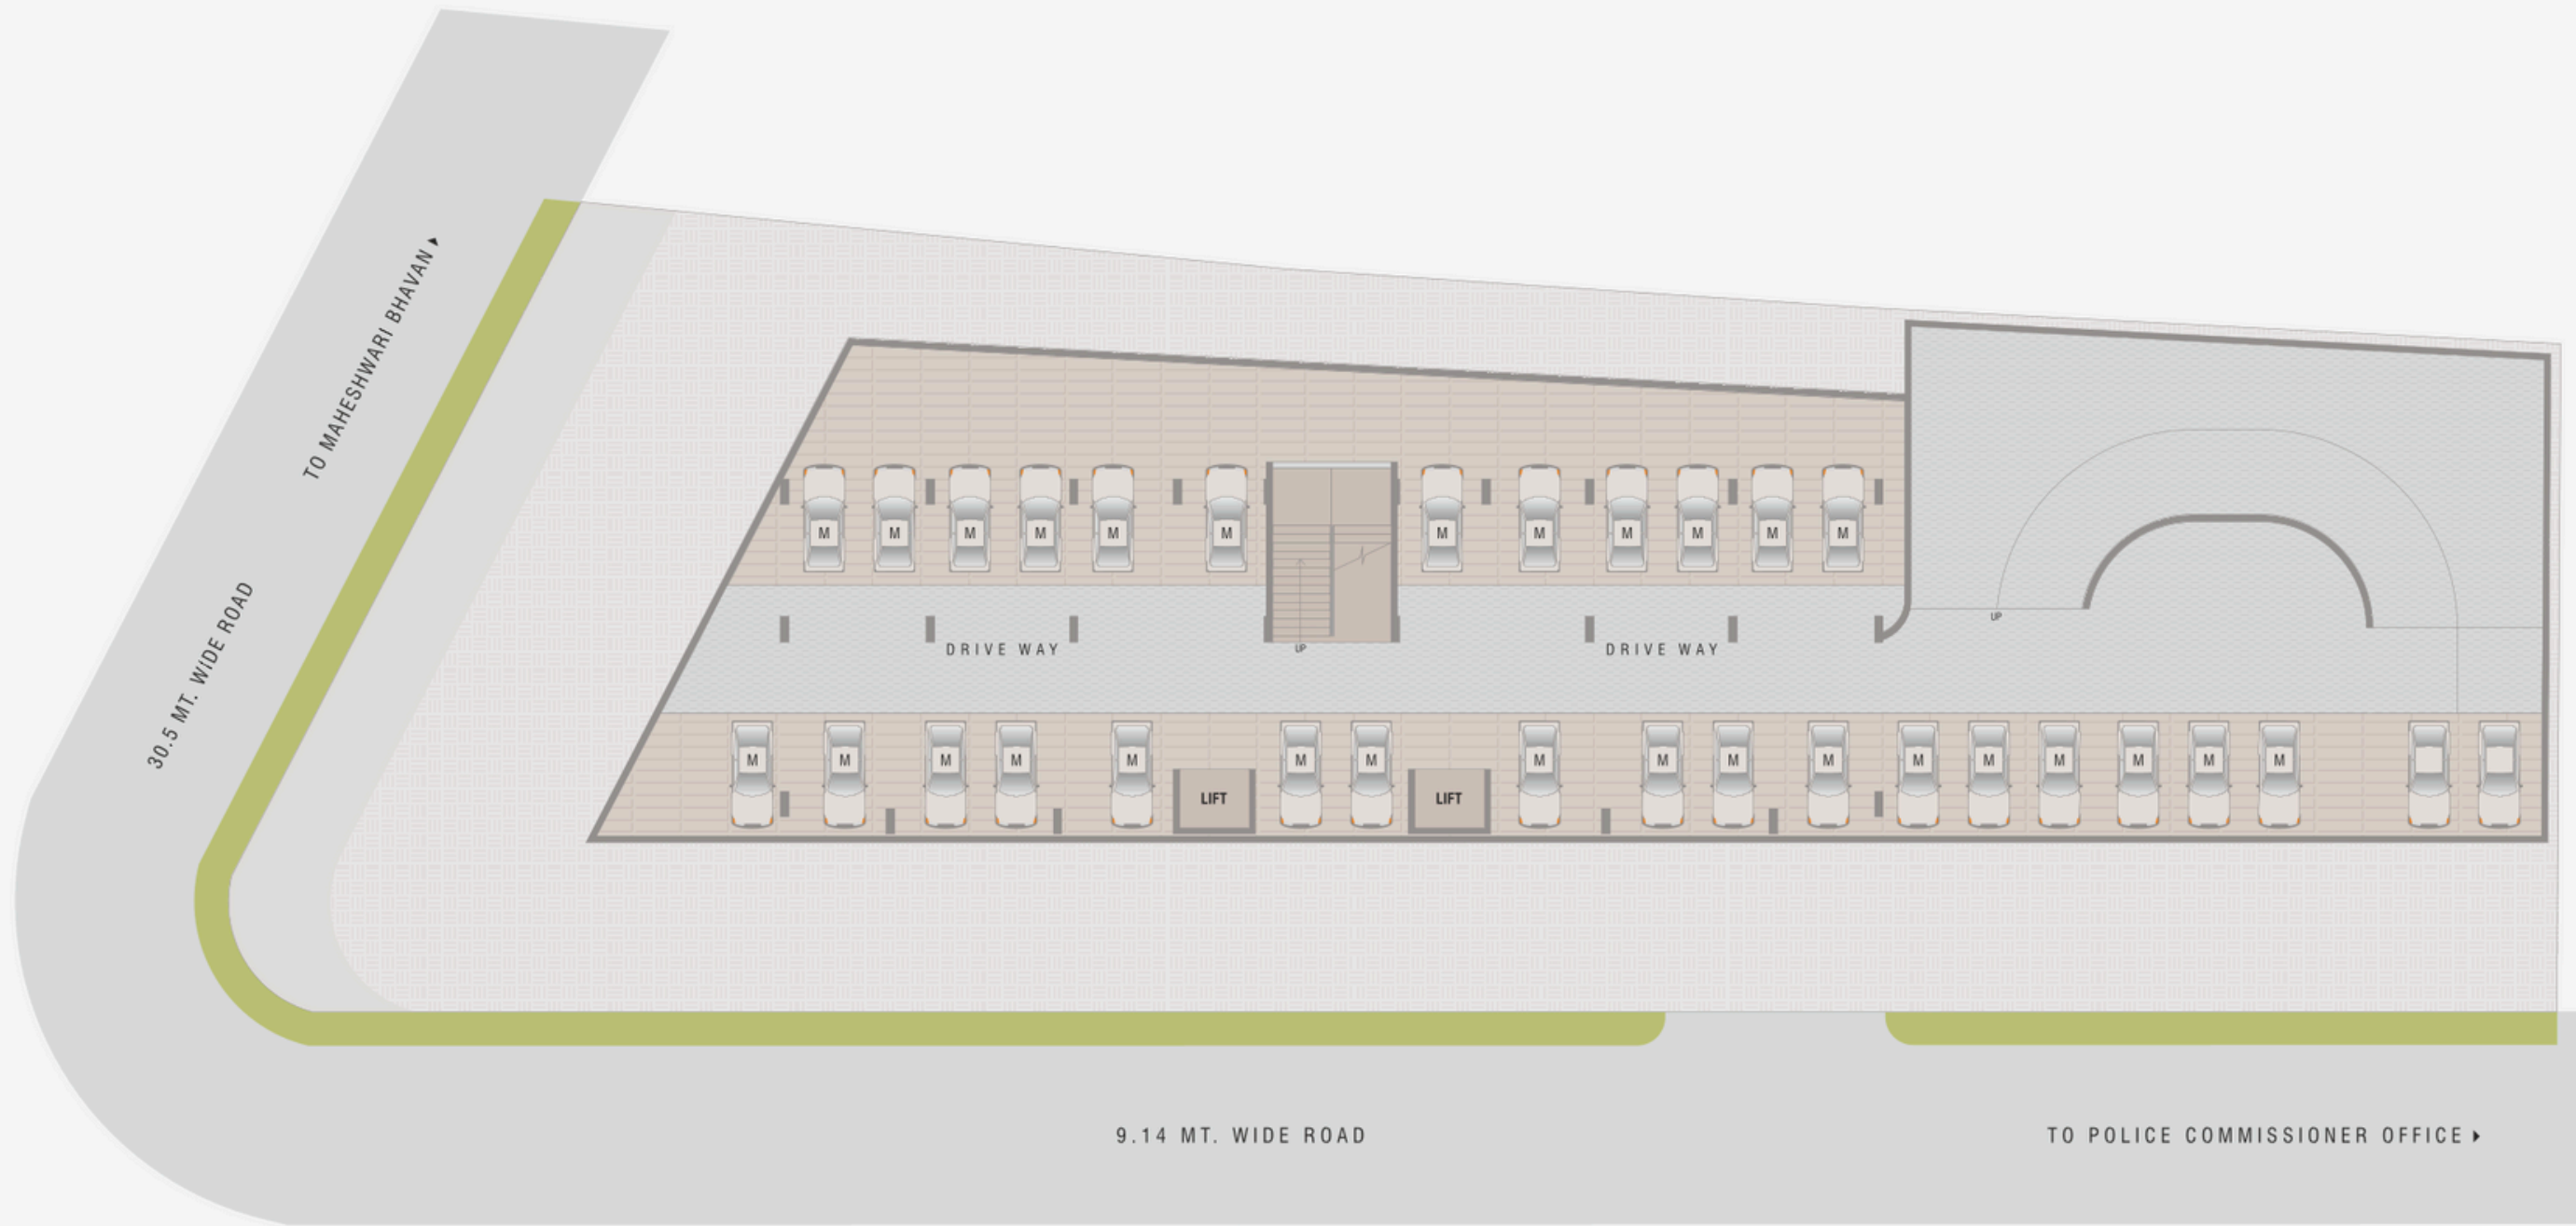 TO MAHESHWARI BHAVAN
30.5 MT. WIDE ROAD
M M M M M M M M M M M M
UP
DRIVE WAY
DRIVE WAY
UP
M M M M M M M M M M M M M M M M M
LIFT
LIFT
9.14 MT. WIDE ROAD
TO POLICE COMMISSIONER OFFICE